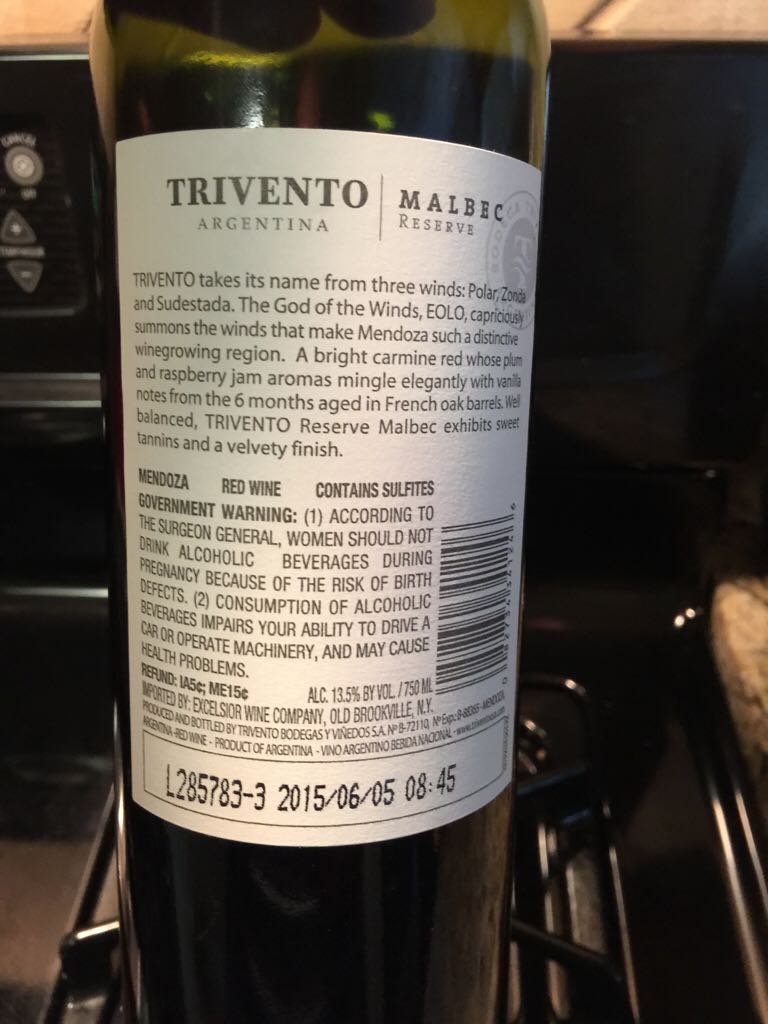 TRIVENTO
ARGENTINA
MALBEC
RESERVE
TRIVENTO takes its name from three winds: Polar, Zonda
and Sudestada. The God of the Winds, EOLO, capriciously
summons the winds that make Mendoza such a distinctive
winegrowing region. A bright carmine red whose plum
and raspberry jam aromas mingle elegantly with vanilla
notes from the 6 months aged in French oak barrels. Well
balanced, TRIVENTO Reserve Malbec exhibits sweet
tannins and a velvety finish.
MENDOZA RED WINE CONTAINS SULFITES
GOVERNMENT WARNING: (1) ACCORDING TO
THE SURGEON GENERAL, WOMEN SHOULD NOT
DRINK ALCOHOLIC BEVERAGES DURING
PREGNANCY BECAUSE OF THE RISK OF BIRTH
DEFECTS. (2) CONSUMPTION OF ALCOHOLIC
BEVERAGES IMPAIRS YOUR ABILITY TO DRIVE A
CAR OR OPERATE MACHINERY, AND MAY CAUSE
HEALTH PROBLEMS.
REFUND: IA5¢; ME15¢ ALC. 13.5% BY VOL. / 750 ML
IMPORTED BY: EXCELSIOR WINE COMPANY, OLD BROOKVILLE, N.Y.
PRODUCED AND BOTTLED BY TRIVENTO BODEGAS Y VIÑEDOS S.A. Nº B-72110, Nº Exp.: - MENDOZA
ARGENTINA -RED WINE - PRODUCT OF ARGENTINA - VINO ARGENTINO BEBIDA NACIONAL -
L285783-3 2015/06/05 08:45